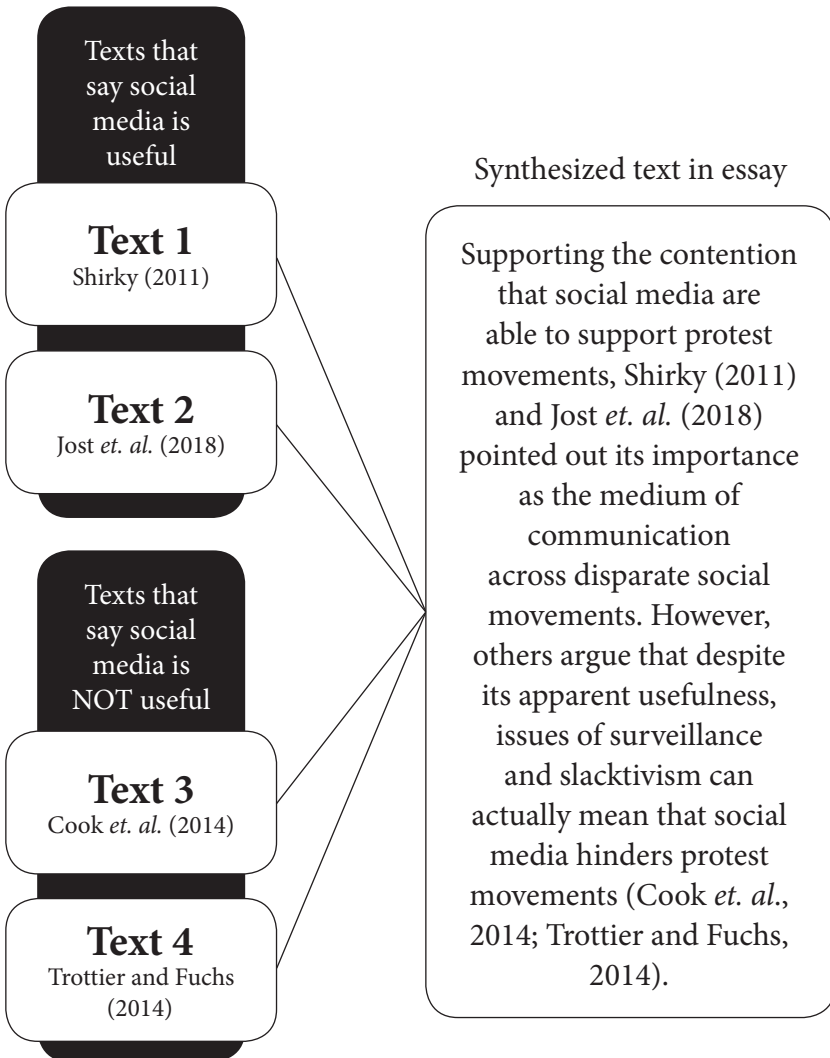 Texts that
say social
media is
useful
Text 1
Shirky (2011)
Text 2
Jost et. al. (2018)
Texts that
say social
media is
NOT useful
Text 3
Cook et. al. (2014)
Text 4
Trottier and Fuchs
(2014)
Synthesized text in essay
Supporting the contention
that social media are
able to support protest
movements, Shirky (2011)
and Jost et. al. (2018)
pointed out its importance
as the medium of
communication
across disparate social
movements. However,
others argue that despite
its apparent usefulness,
issues of surveillance
and slacktivism can
actually mean that social
media hinders protest
movements (Cook et. al.,
2014; Trottier and Fuchs,
2014).